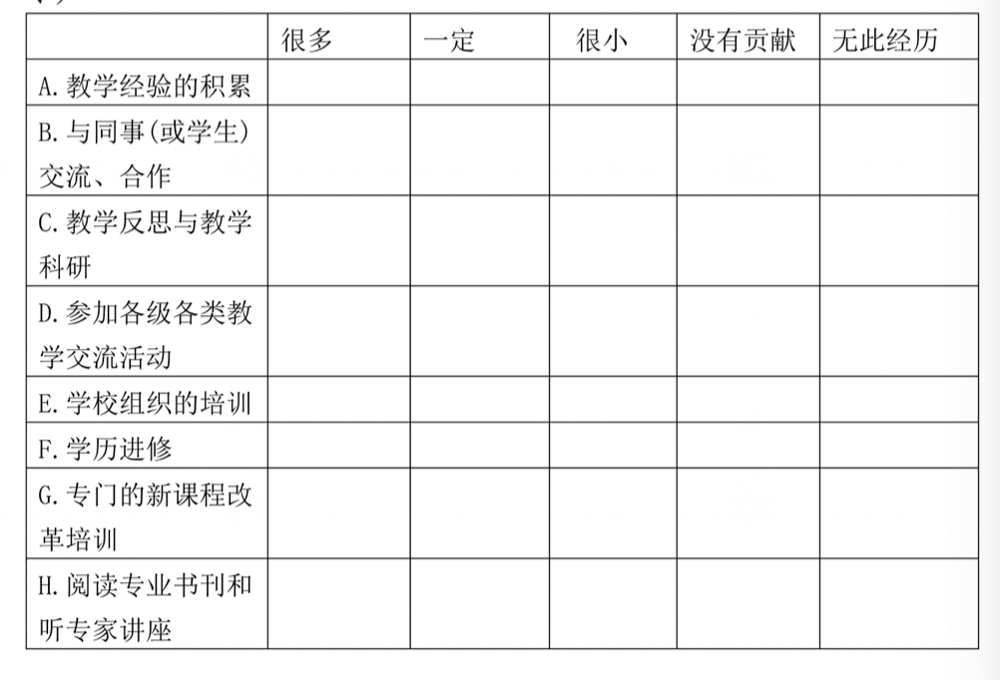 很多 一定 很小 没有贡献 无此经历
A.教学经验的积累
B.与同事(或学生)
交流、合作
C.教学反思与教学
科研
D.参加各级各类教
学交流活动
E.学校组织的培训
F.学历进修
G.专门的新课程改
革培训
H.阅读专业书刊和
听专家讲座